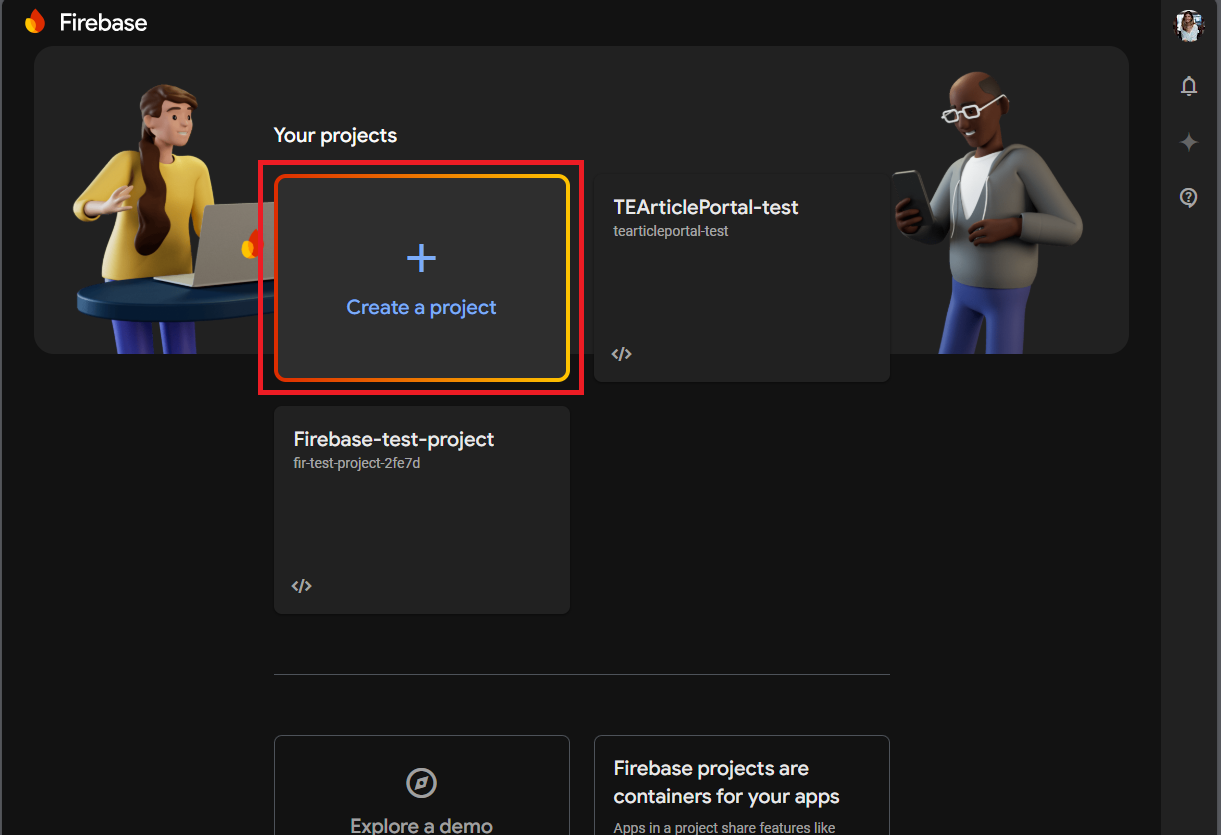 Firebase
Your projects
Create a project
TEArticlePortal-test
tearticleportal-test
</>
Firebase-test-project
fir-test-project-2fe7d
</>
Explore a demo
Firebase projects are
containers for your apps
Apps in a project share features like